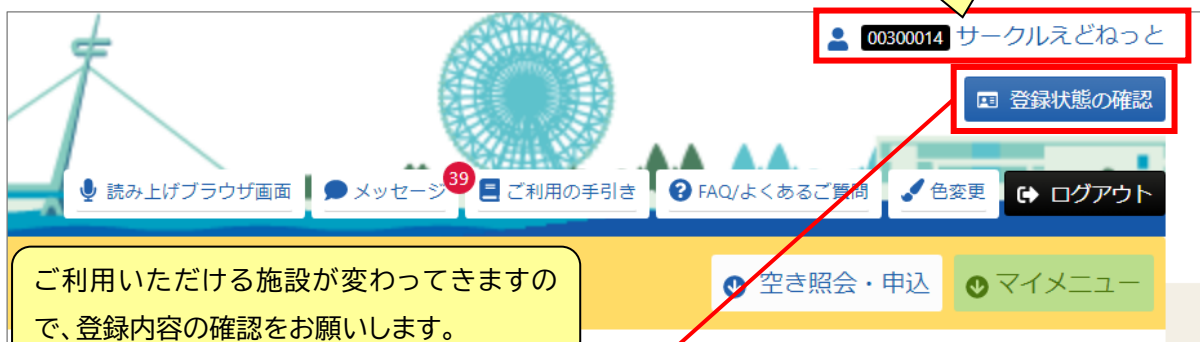 00300014 サークルえどねっと
登録状態の確認
読み上げブラウザ画面 メッセージ 39 ご利用の手引き FAQ/よくあるご質問 色変更 ログアウト
空き照会・申込 マイメニュー
ご利用いただける施設が変わってきますの
で、登録内容の確認をお願いします。